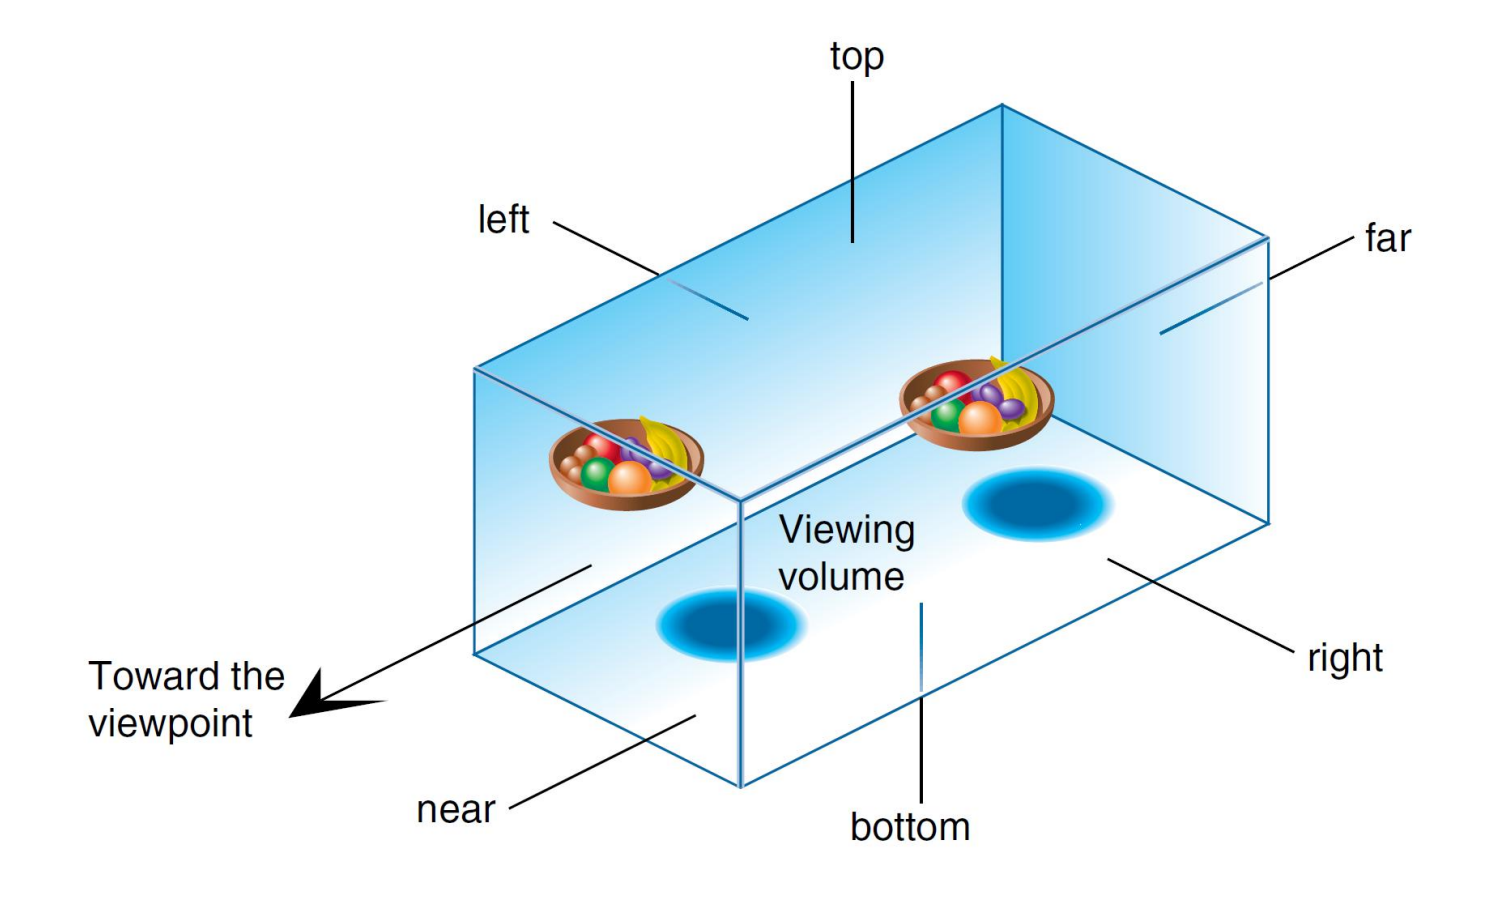 top
left
far
Viewing
volume
Toward the
viewpoint
right
near
bottom